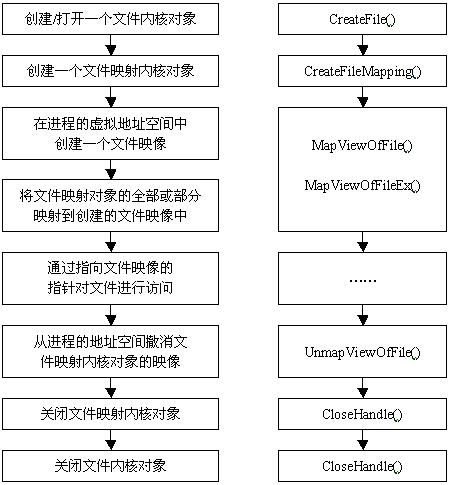 创建/打开一个文件内核对象
CreateFile()
创建一个文件映射内核对象
CreateFileMapping()
在进程的虚拟地址空间中
创建一个文件映像
将文件映射对象的全部或部分
映射到创建的文件映像中
MapViewOfFile()
MapViewOfFileEx()
通过指向文件映像的
指针对文件进行访问
……
从进程的地址空间撤消文
件映射内核对象的映像
UnmapViewOfFile()
关闭文件映射内核对象
CloseHandle()
关闭文件内核对象
CloseHandle()